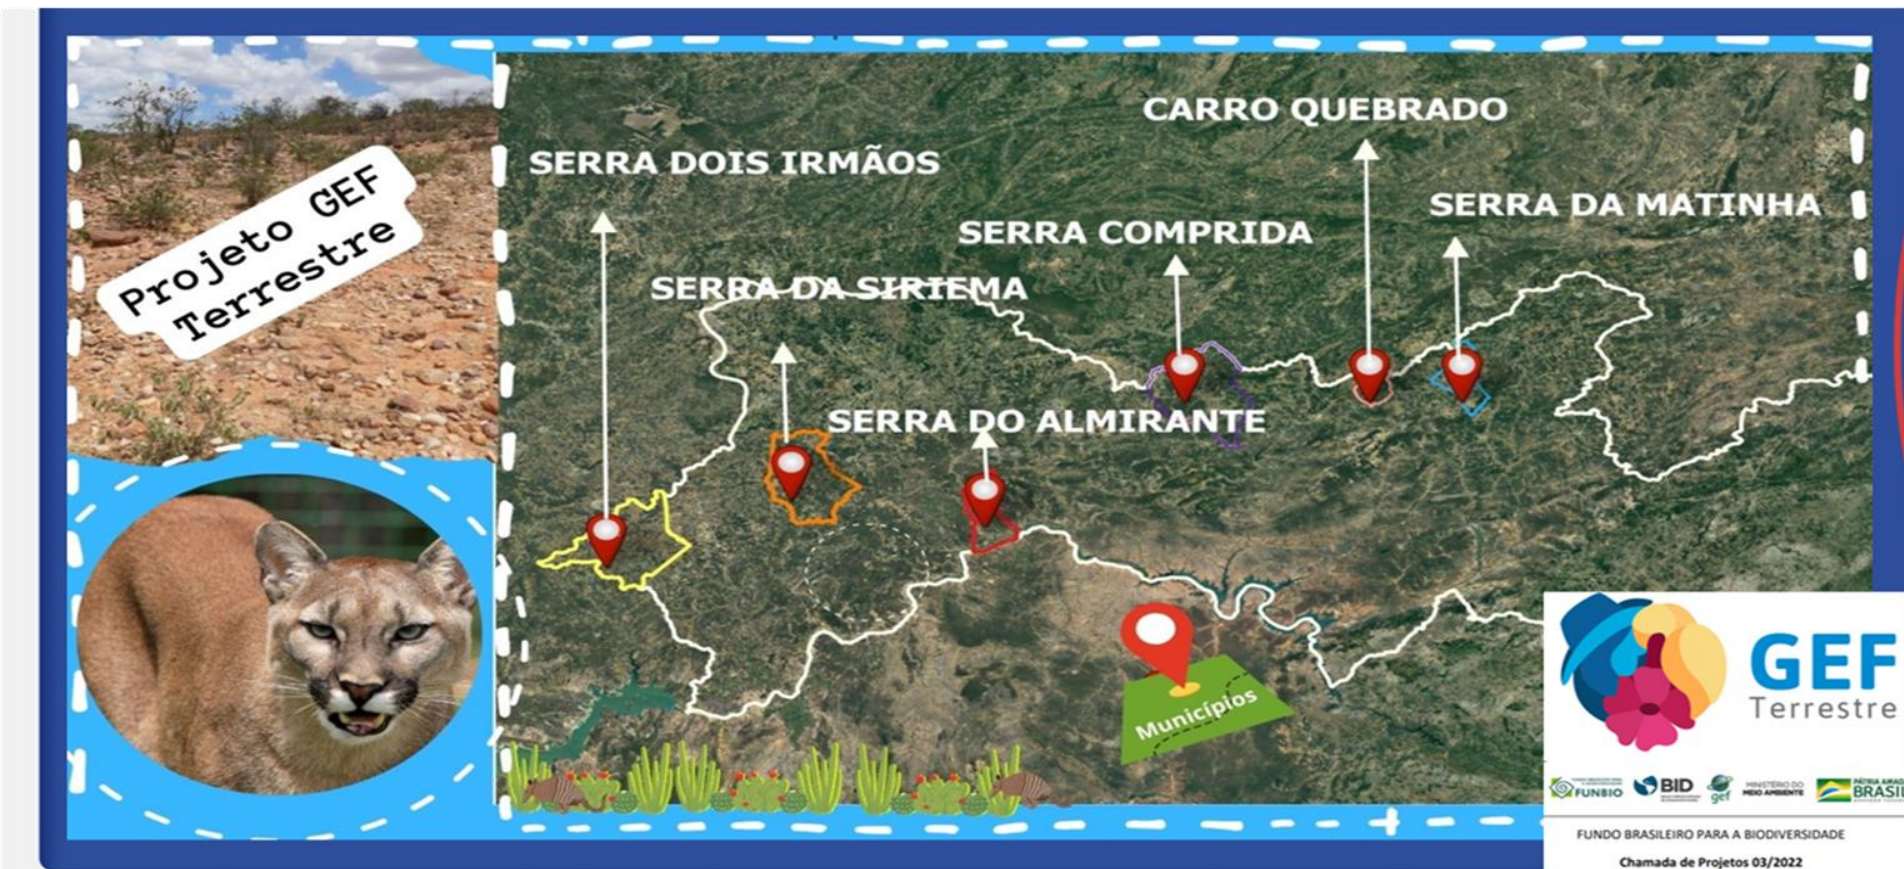 Projeto GEF
Terrestre
SERRA DOIS IRMÃOS
CARRO QUEBRADO
SERRA DA MATINHA
SERRA COMPRIDA
SERRA DA SIRIEMA
SERRA DO ALMIRANTE
Municípios
GEF
Terrestre
FUNBIO
BID
gef
MINISTÉRIO DO
MEIO AMBIENTE
BRASIL
FUNDO BRASILEIRO PARA A BIODIVERSIDADE
Chamada de Projetos 03/2022